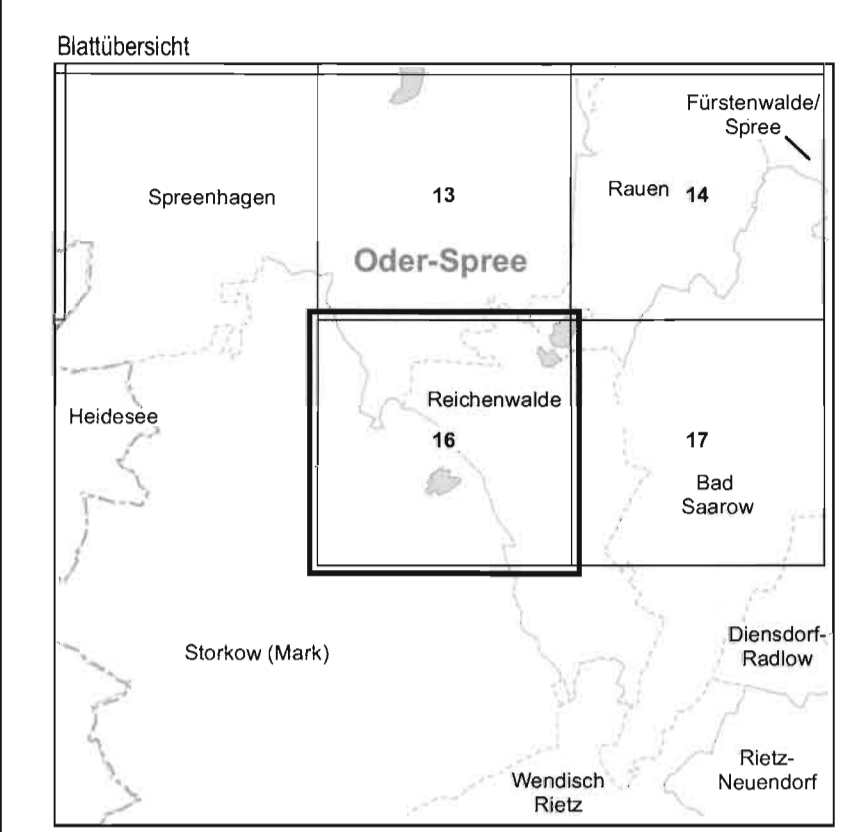 Blattübersicht
Fürstenwalde/
Spree
Spreenhagen
13
Rauen 14
Oder-Spree
Reichenwalde
Heidesee
16
17
Bad
Saarow
Storkow (Mark)
Diensdorf-
Radlow
Wendisch
Rietz
Rietz-
Neuendorf